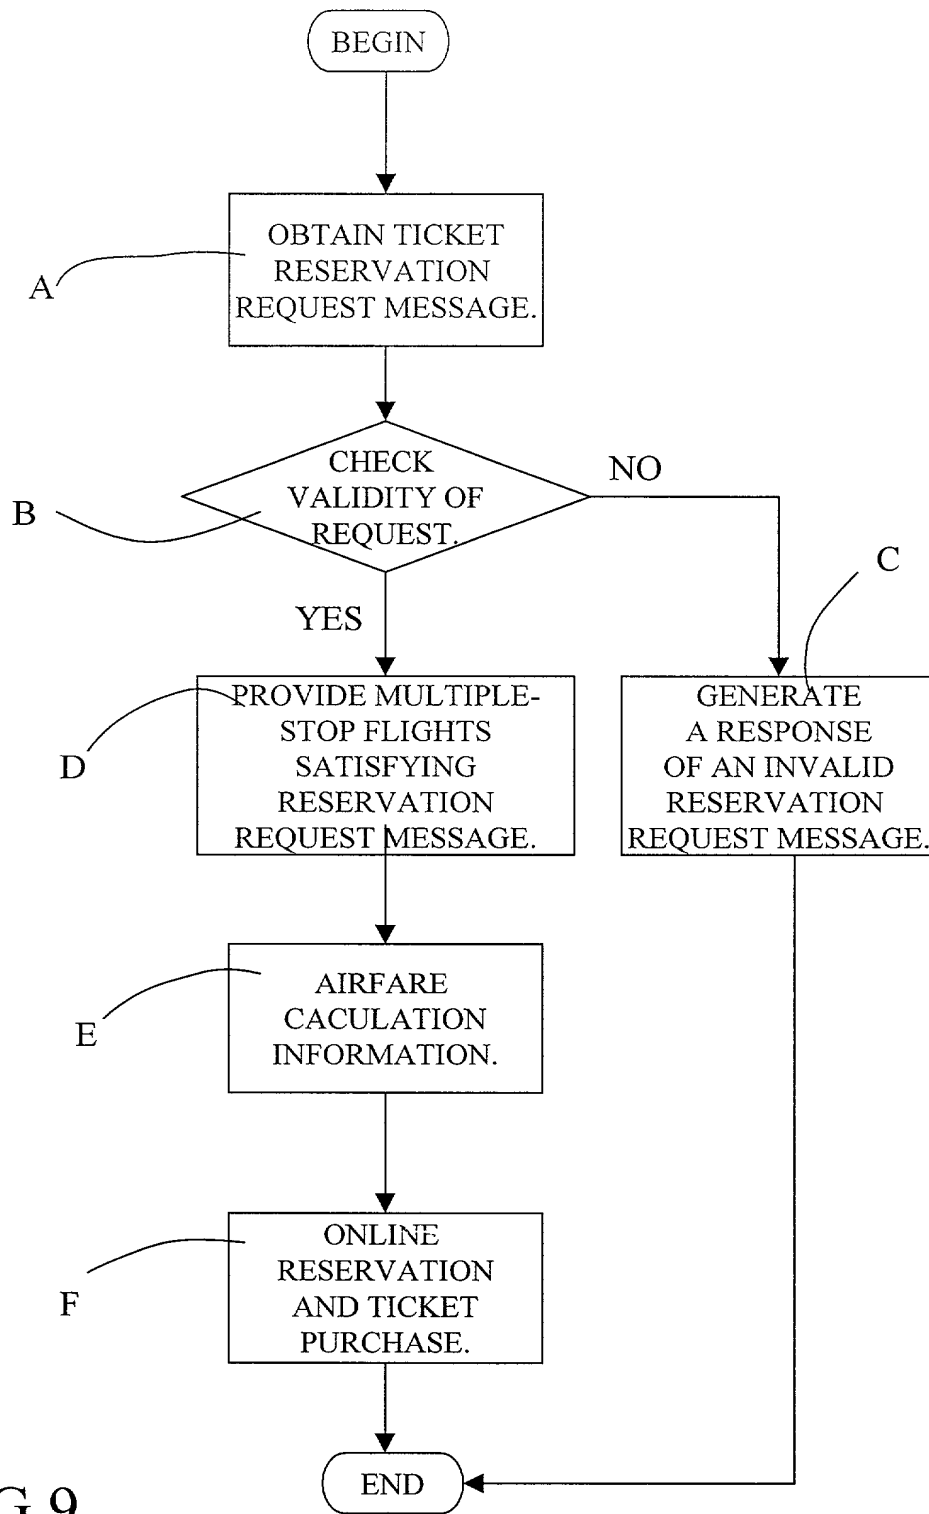 BEGIN
OBTAIN TICKET
RESERVATION
REQUEST MESSAGE.
A
CHECK
VALIDITY OF
REQUEST.
B
NO
YES
C
GENERATE
A RESPONSE
OF AN INVALID
RESERVATION
REQUEST MESSAGE.
PROVIDE MULTIPLE-
STOP FLIGHTS
SATISFYING
RESERVATION
REQUEST MESSAGE.
D
AIRFARE
CACULATION
INFORMATION.
E
ONLINE
RESERVATION
AND TICKET
PURCHASE.
F
END
G 9